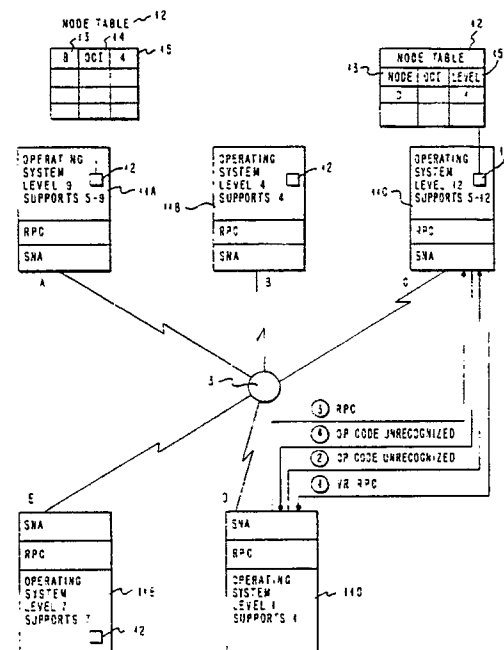 NODE TABLE 12
13 14 15
B OCI 4
12
NODE TABLE
13 NODE OCI LEVEL 15
OPERATING
SYSTEM
LEVEL 9
SUPPORTS 5-9
12
11A
RPC
SNA
A
OPERATING
SYSTEM
LEVEL 4
SUPPORTS 4
12
11B
RPC
SNA
B
OPERATING
SYSTEM
LEVEL 12
SUPPORTS 5-12
11C
RPC
SNA
C
3
3 RPC
4 OP CODE UNRECOGNIZED
2 OP CODE UNRECOGNIZED
1 VR RPC
E
SNA
RPC
OPERATING
SYSTEM
LEVEL 7
SUPPORTS 7
12
11E
D
SNA
RPC
OPERATING
SYSTEM
LEVEL
SUPPORTS
11D